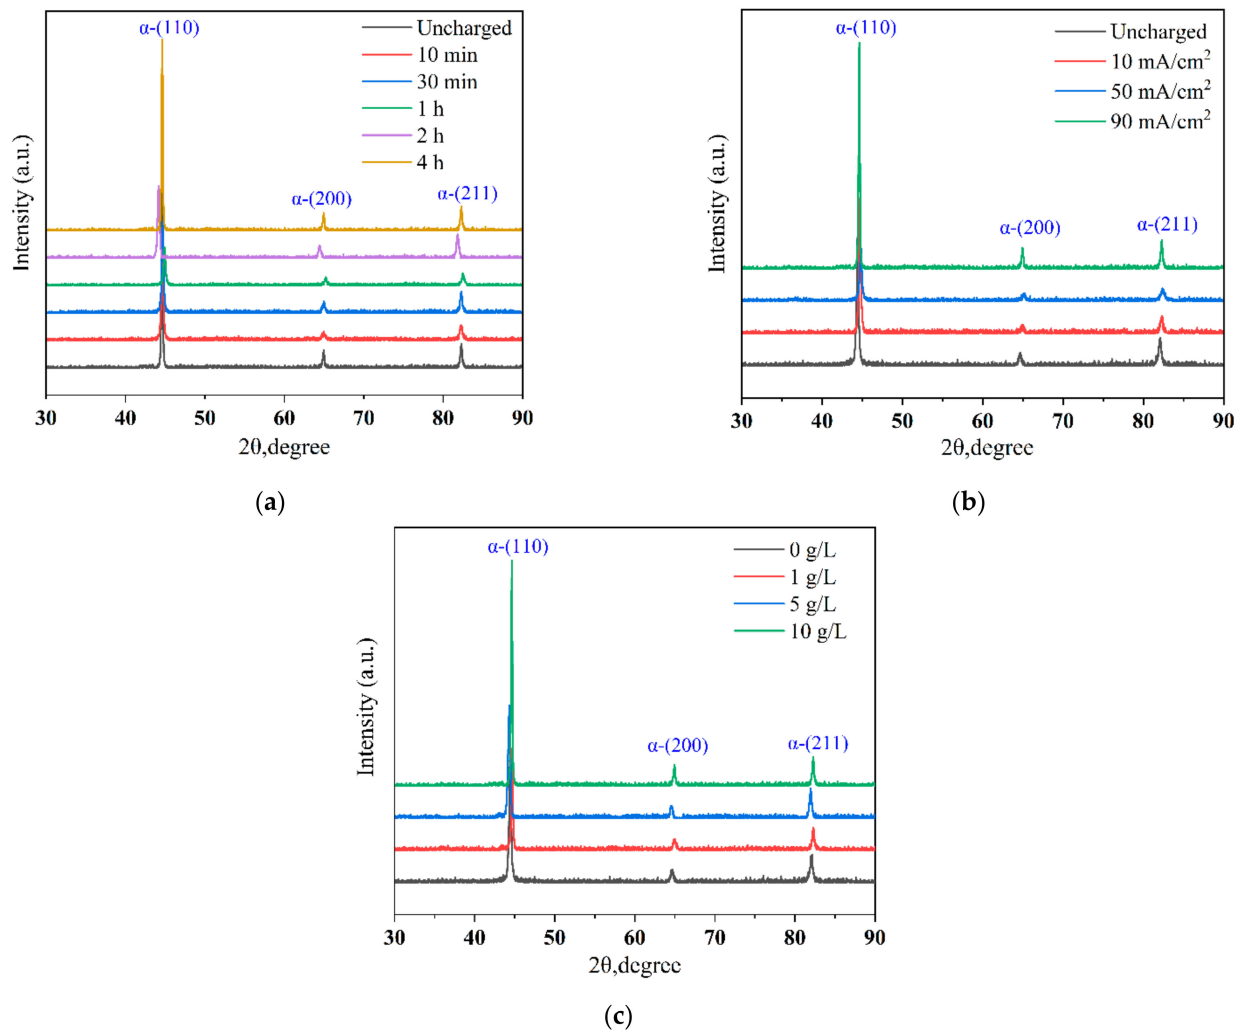 α-(110)
Uncharged
10 min
30 min
1 h
2 h
4 h
α-(200)
α-(211)
Intensity (a.u.)
30 40 50 60 70 80 90
2θ,degree
(a)
α-(110)
Uncharged
10 mA/cm²
50 mA/cm²
90 mA/cm²
α-(200)
α-(211)
Intensity (a.u.)
30 40 50 60 70 80 90
2θ,degree
(b)
α-(110)
0 g/L
1 g/L
5 g/L
10 g/L
α-(200)
α-(211)
Intensity (a.u.)
30 40 50 60 70 80 90
2θ,degree
(c)